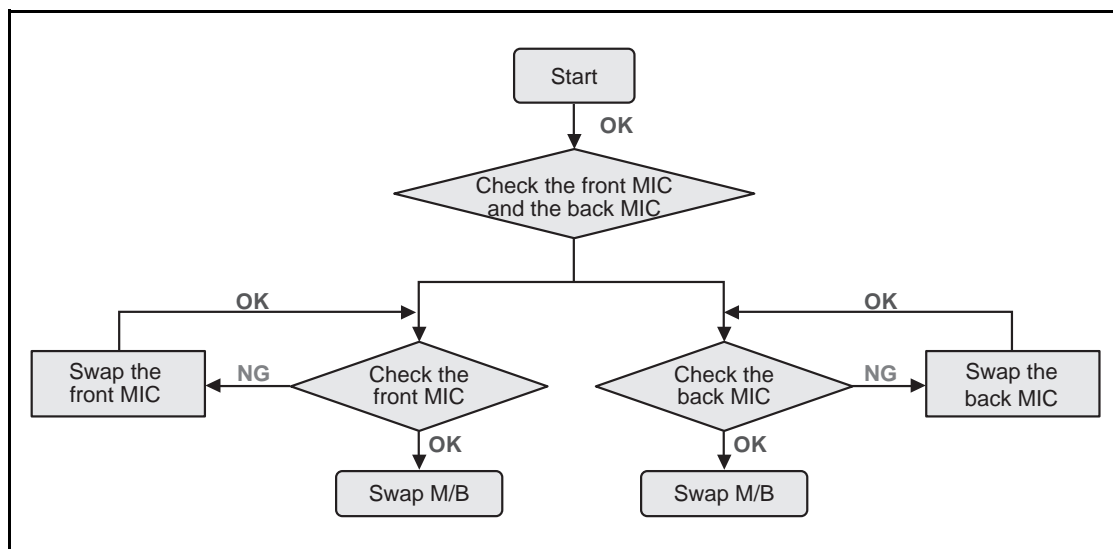 Start
OK
Check the front MIC
and the back MIC
OK
OK
Swap the
front MIC
NG
Check the
front MIC
Check the
back MIC
NG
Swap the
back MIC
OK
OK
Swap M/B
Swap M/B